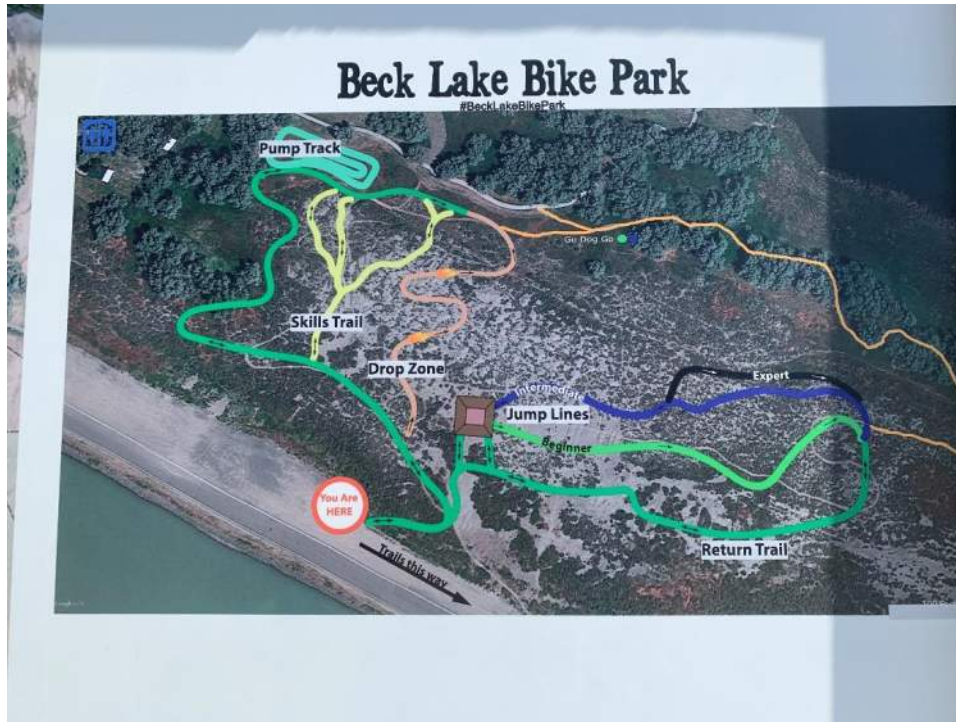 Beck Lake Bike Park
#BeckLakeBikePark
Pump Track
Go Dog Go
Skills Trail
Drop Zone
Expert
Intermediate
Jump Lines
Beginner
You Are
HERE
Return Trail
Trails this way